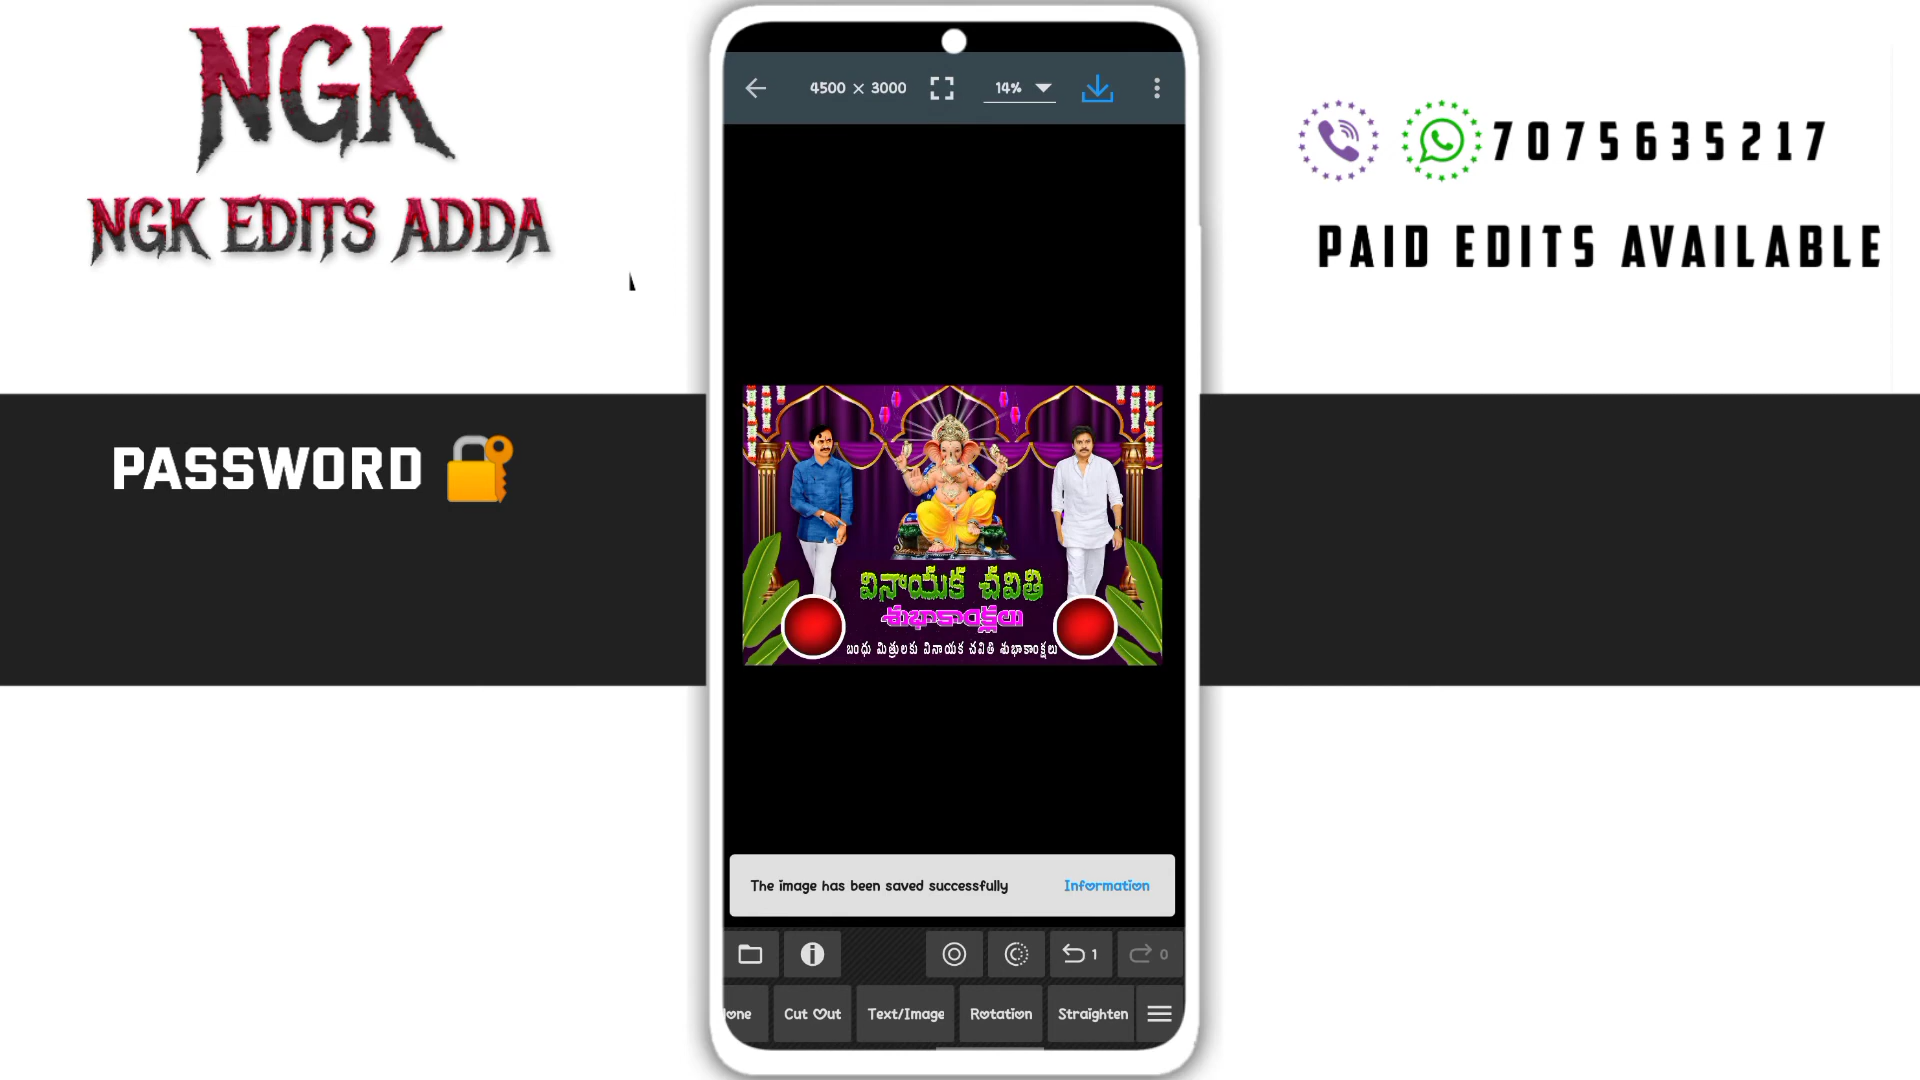 NGK
NGK EDITS ADDA
7075635217
PAID EDITS AVAILABLE
PASSWORD
4500 × 3000
14%
వినాయక చవితి
శుభాకాంక్షలు
బంధు మిత్రులకు వినాయక చవితి శుభాకాంక్షలు
The image has been saved successfully
Information
1
0
lone
Cut Out
Text/Image
Rotation
Straighten